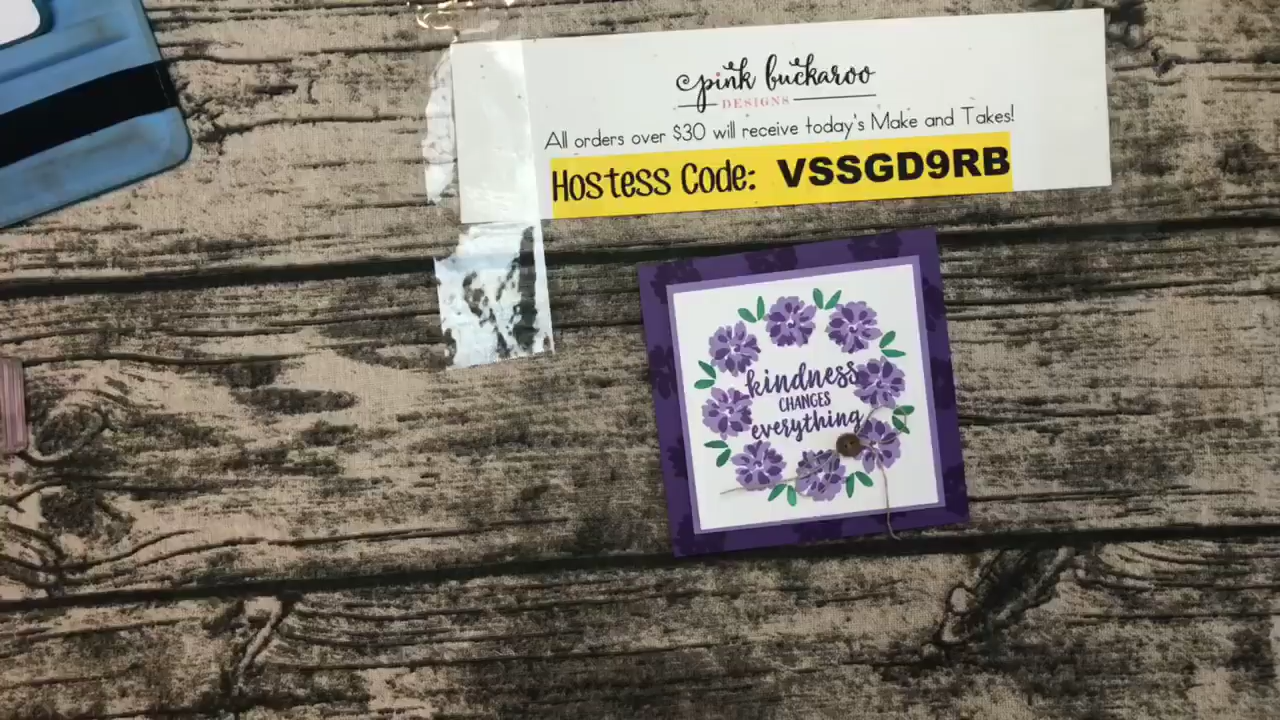 pink buckaroo
DESIGNS
All orders over $30 will receive today's Make and Takes!
Hostess Code: VSSGD9RB
kindness
CHANGES
everything